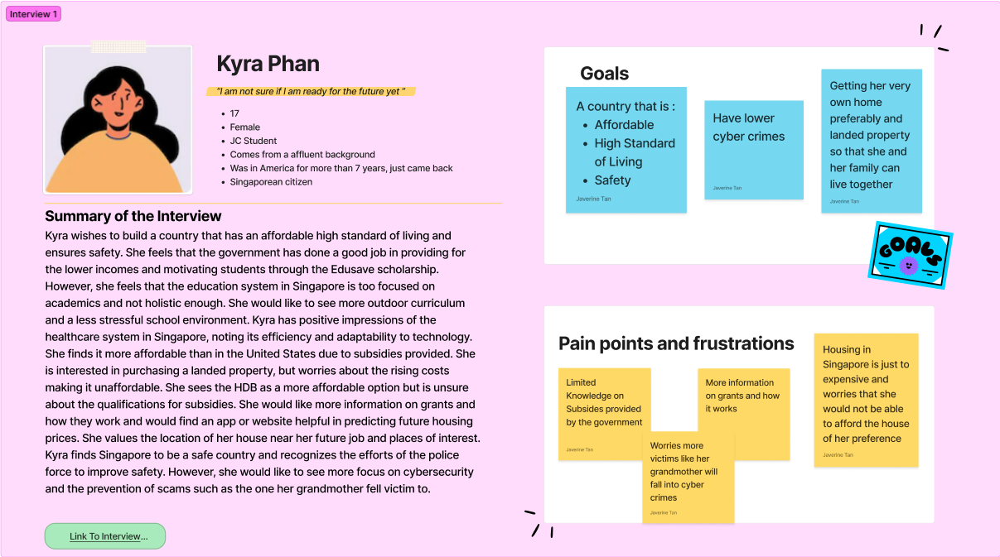 Interview 1
Kyra Phan
"I am not sure if I am ready for the future yet "
• 17
• Female
• JC Student
• Comes from a affluent background
• Was in America for more than 7 years, just came back
• Singaporean citizen
Summary of the Interview
Kyra wishes to build a country that has an affordable high standard of living and
ensures safety. She feels that the government has done a good job in providing for
the lower incomes and motivating students through the Edusave scholarship.
However, she feels that the education system in Singapore is too focused on
academics and not holistic enough. She would like to see more outdoor curriculum
and a less stressful school environment. Kyra has positive impressions of the
healthcare system in Singapore, noting its efficiency and adaptability to technology.
She finds it more affordable than in the United States due to subsidies provided. She
is interested in purchasing a landed property, but worries about the rising costs
making it unaffordable. She sees the HDB as a more affordable option but is unsure
about the qualifications for subsidies. She would like more information on grants and
how they work and would find an app or website helpful in predicting future housing
prices. She values the location of her house near her future job and places of interest.
Kyra finds Singapore to be a safe country and recognizes the efforts of the police
force to improve safety. However, she would like to see more focus on cybersecurity
and the prevention of scams such as the one her grandmother fell victim to.
Link To Interview...
Goals
A country that is :
• Affordable
• High Standard
of Living
• Safety
Javerine Tan
Have lower
cyber crimes
Javerine Tan
Getting her very
own home
preferably and
landed property
so that she and
her family can
live together
Javerine Tan
GOALS
Pain points and frustrations
Limited
Knowledge on
Subsides provided
by the government
Javerine Tan
More information
on grants and how
it works
Worries more
victims like her
grandmother will
fall into cyber
crimes
Javerine Tan
Housing in
Singapore is just to
expensive and
worries that she
would not be able
to afford the house
of her preference
Javerine Tan